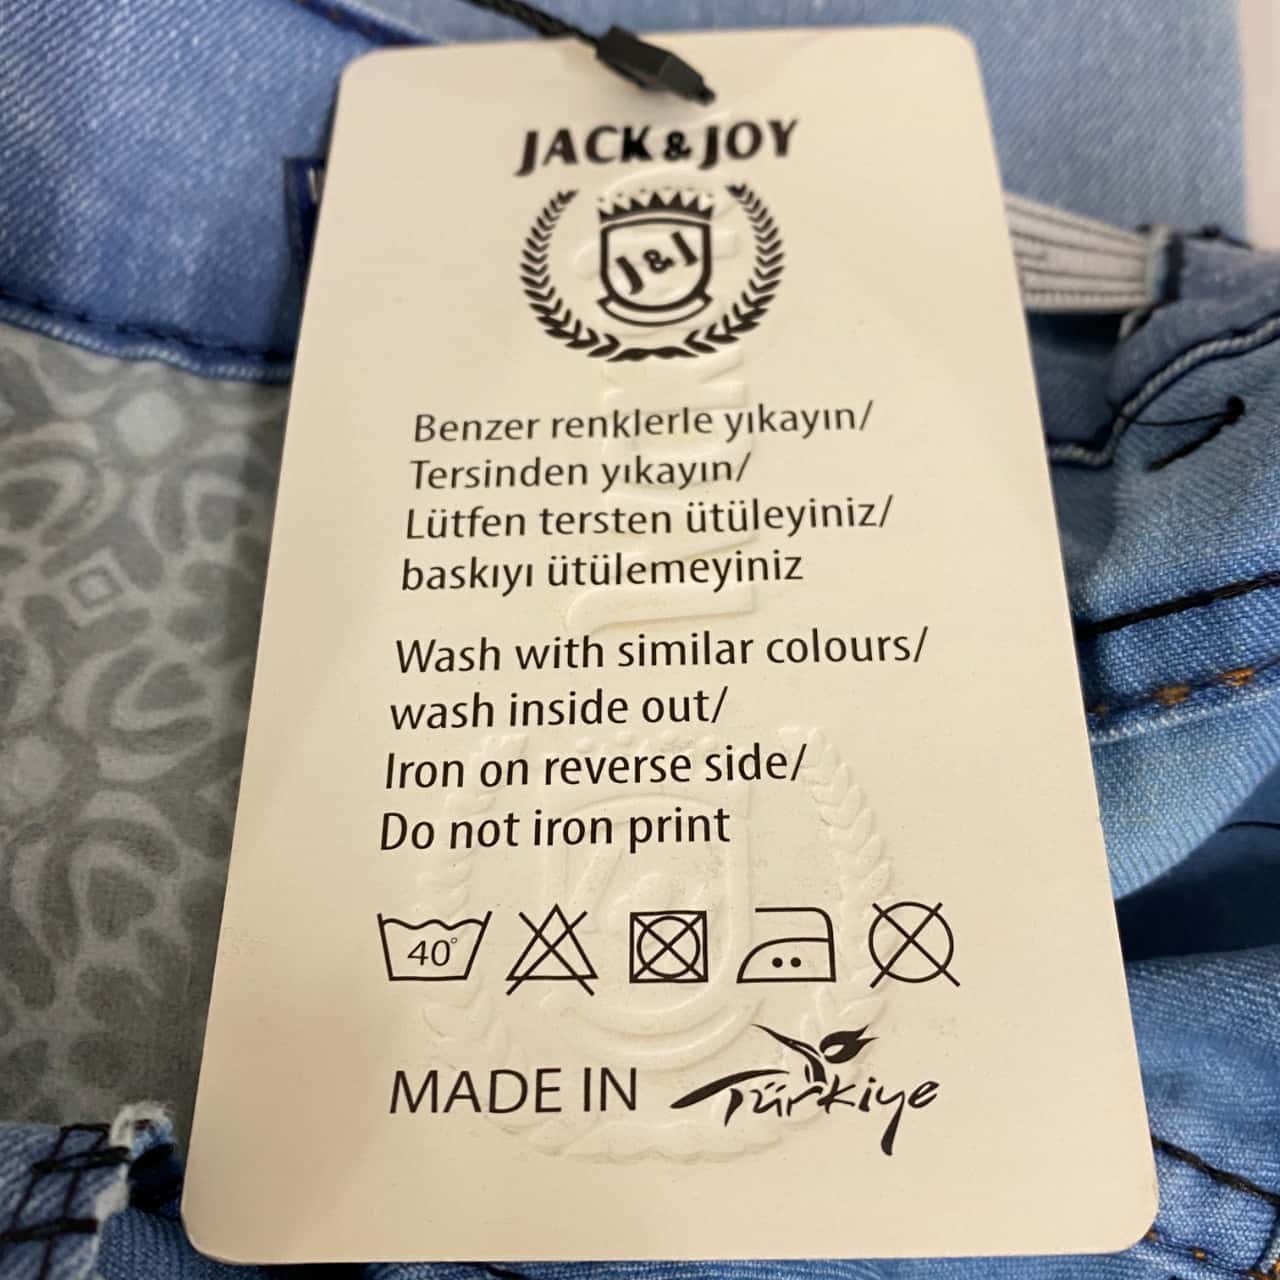 JACK & JOY
J & J
Benzer renklerle yıkayın/
Tersinden yıkayın/
Lütfen tersten ütüleyiniz/
baskıyı ütülemeyiniz
Wash with similar colours/
wash inside out/
Iron on reverse side/
Do not iron print
40°
MADE IN Türkiye